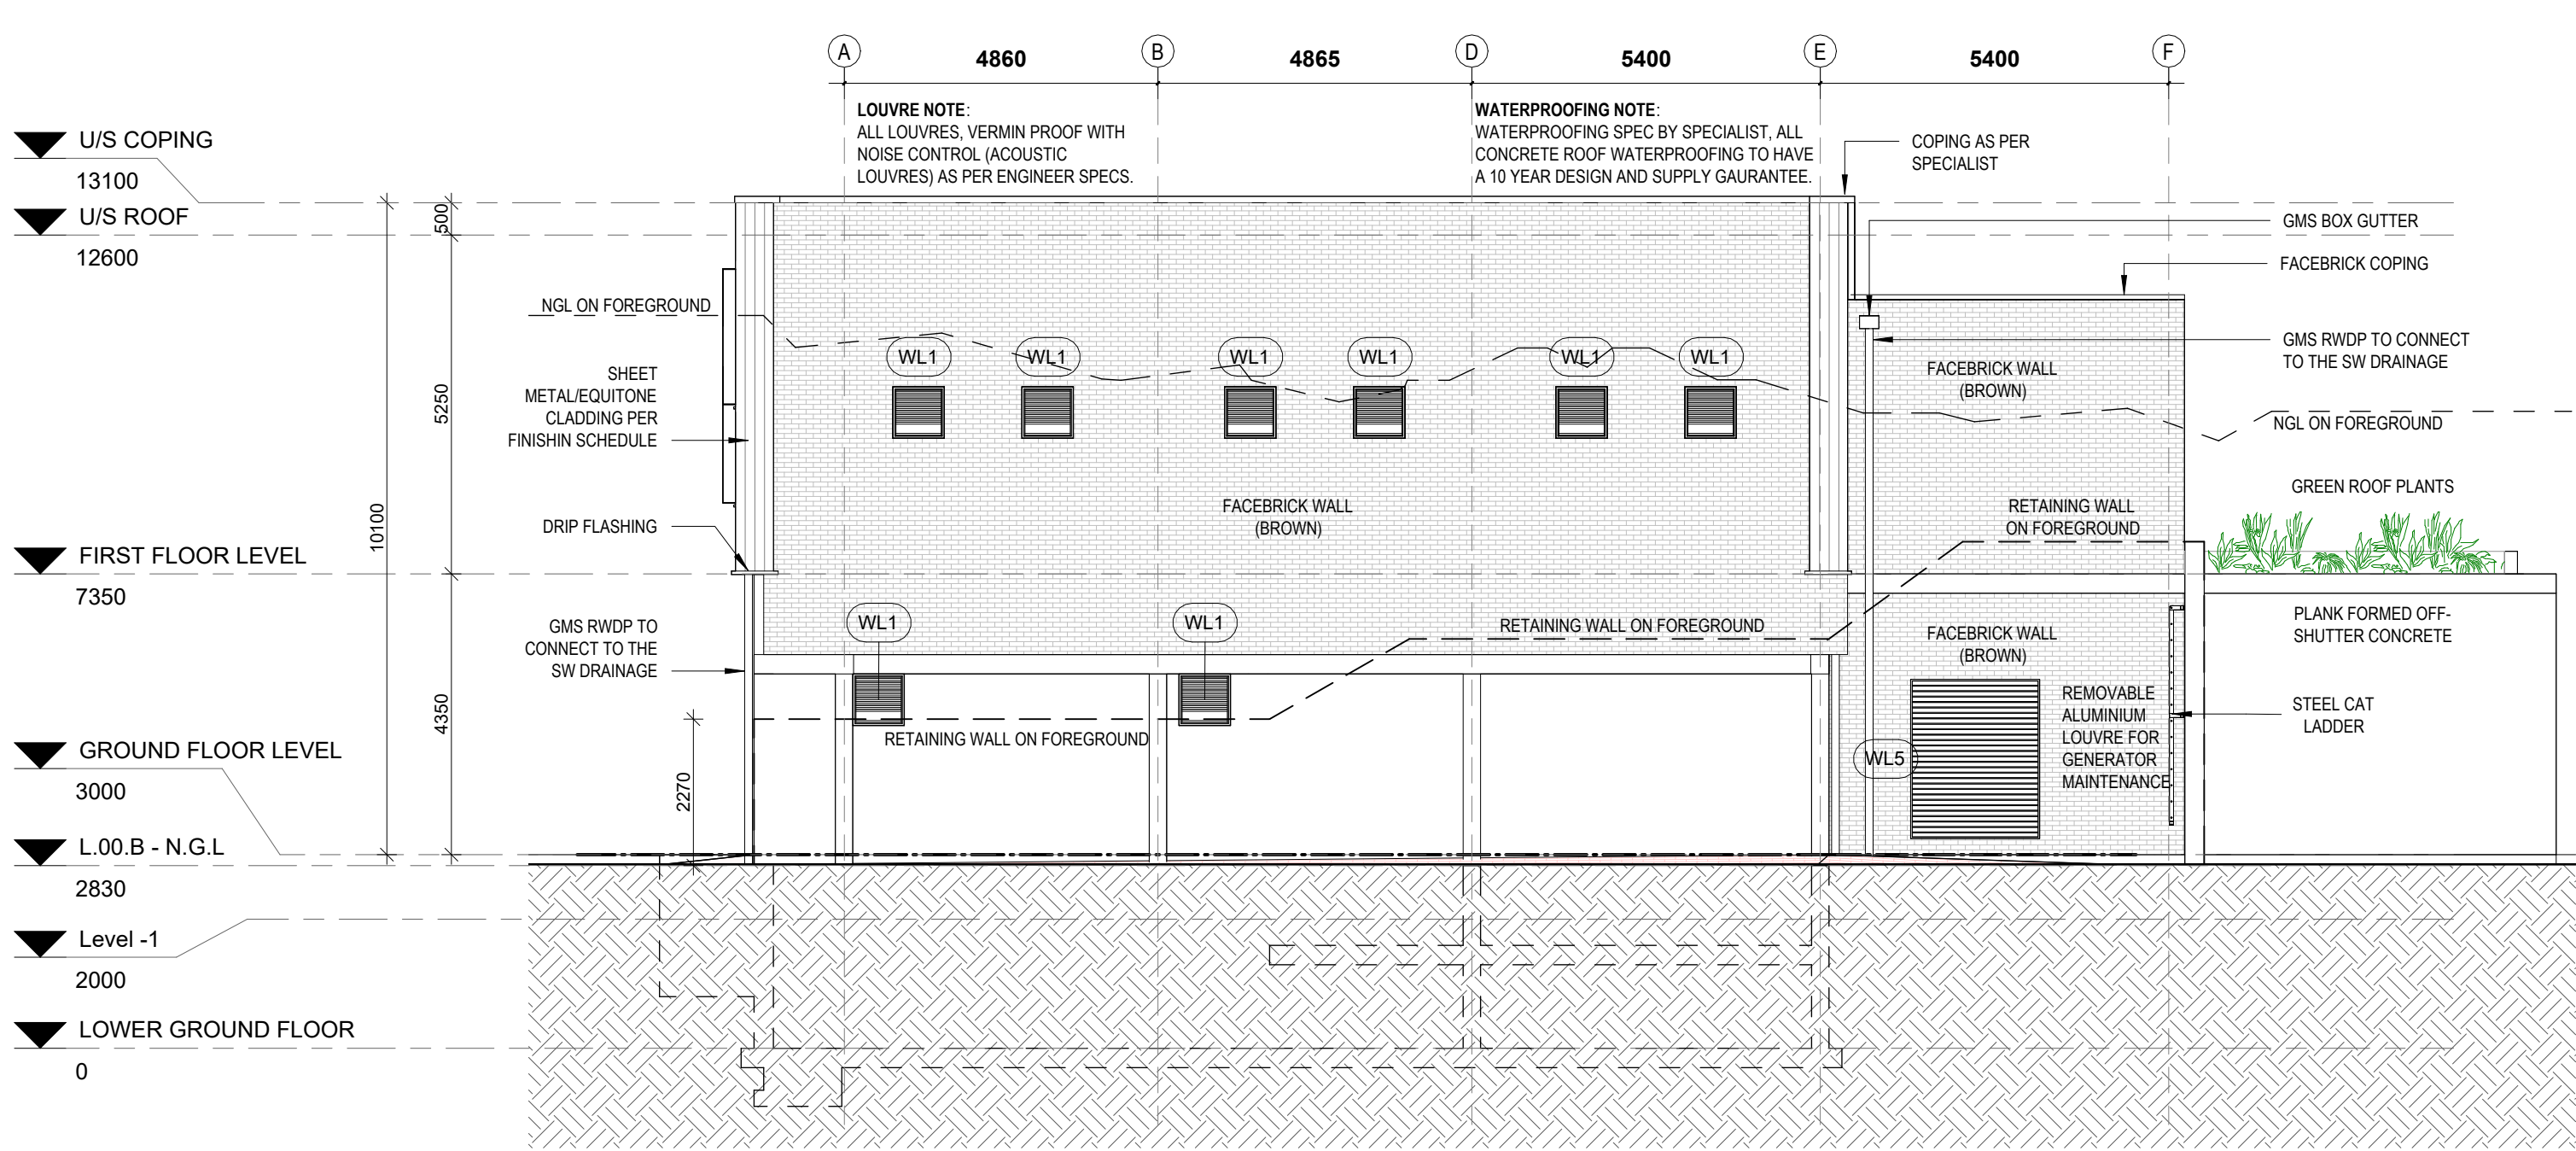 A
4860
B
4865
D
5400
E
5400
F
LOUVRE NOTE:
ALL LOUVRES, VERMIN PROOF WITH
NOISE CONTROL (ACOUSTIC
LOUVRES) AS PER ENGINEER SPECS.
WATERPROOFING NOTE:
WATERPROOFING SPEC BY SPECIALIST, ALL
CONCRETE ROOF WATERPROOFING TO HAVE
A 10 YEAR DESIGN AND SUPPLY GAURANTEE.
COPING AS PER
SPECIALIST
U/S COPING
13100
U/S ROOF
12600
FIRST FLOOR LEVEL
7350
GROUND FLOOR LEVEL
3000
L.00.B - N.G.L
2830
Level -1
2000
LOWER GROUND FLOOR
0
10100
500
5250
4350
2270
NGL ON FOREGROUND
SHEET
METAL/EQUITONE
CLADDING PER
FINISHIN SCHEDULE
DRIP FLASHING
GMS RWDP TO
CONNECT TO THE
SW DRAINAGE
WL1
WL1
WL1
WL1
WL1
WL1
FACEBRICK WALL
(BROWN)
WL1
WL1
RETAINING WALL ON FOREGROUND
RETAINING WALL ON FOREGROUND
GMS BOX GUTTER
FACEBRICK COPING
GMS RWDP TO CONNECT
TO THE SW DRAINAGE
FACEBRICK WALL
(BROWN)
NGL ON FOREGROUND
GREEN ROOF PLANTS
RETAINING WALL
ON FOREGROUND
FACEBRICK WALL
(BROWN)
PLANK FORMED OFF-
SHUTTER CONCRETE
REMOVABLE
ALUMINIUM
LOUVRE FOR
GENERATOR
MAINTENANCE
WL5
STEEL CAT
LADDER